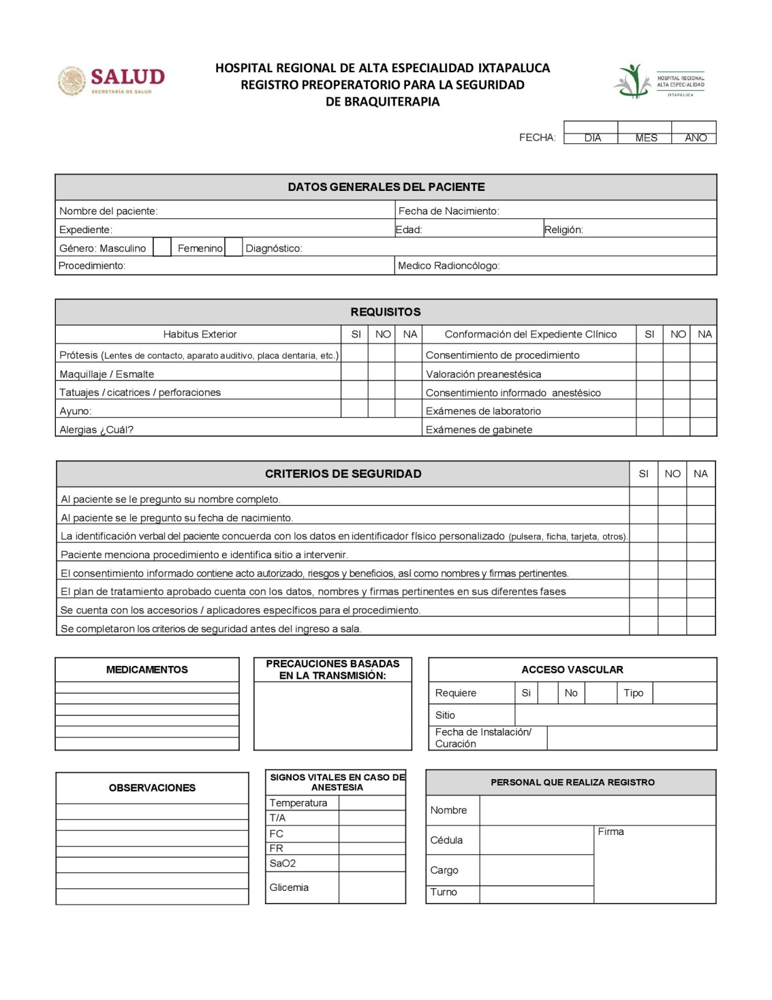 SALUD
SECRETARÍA DE SALUD
HOSPITAL REGIONAL DE ALTA ESPECIALIDAD IXTAPALUCA
REGISTRO PREOPERATORIO PARA LA SEGURIDAD
DE BRAQUITERAPIA
HOSPITAL REGIONAL
ALTA ESPECIALIDAD
IXTAPALUCA
FECHA: DIA MES ANO
DATOS GENERALES DEL PACIENTE
Nombre del paciente: Fecha de Nacimiento:
Expediente: Edad: Religión:
Género: Masculino Femenino Diagnóstico:
Procedimiento: Medico Radioncólogo:
REQUISITOS
Habitus Exterior SI NO NA Conformación del Expediente Clínico SI NO NA
Prótesis (Lentes de contacto, aparato auditivo, placa dentaria, etc.) Consentimiento de procedimiento
Maquillaje / Esmalte Valoración preanestésica
Tatuajes / cicatrices / perforaciones Consentimiento informado anestésico
Ayuno: Exámenes de laboratorio
Alergias ¿Cuál? Exámenes de gabinete
CRITERIOS DE SEGURIDAD SI NO NA
Al paciente se le pregunto su nombre completo.
Al paciente se le pregunto su fecha de nacimiento.
La identificación verbal del paciente concuerda con los datos en identificador físico personalizado (pulsera, ficha, tarjeta, otros).
Paciente menciona procedimiento e identifica sitio a intervenir.
El consentimiento informado contiene acto autorizado, riesgos y beneficios, así como nombres y firmas pertinentes.
El plan de tratamiento aprobado cuenta con los datos, nombres y firmas pertinentes en sus diferentes fases
Se cuenta con los accesorios / aplicadores específicos para el procedimiento.
Se completaron los criterios de seguridad antes del ingreso a sala.
MEDICAMENTOS
PRECAUCIONES BASADAS
EN LA TRANSMISIÓN:
ACCESO VASCULAR
Requiere Si No Tipo
Sitio
Fecha de Instalación/
Curación
OBSERVACIONES
SIGNOS VITALES EN CASO DE
ANESTESIA
Temperatura
T/A
FC
FR
SaO2
Glicemia
PERSONAL QUE REALIZA REGISTRO
Nombre
Cédula Firma
Cargo
Turno